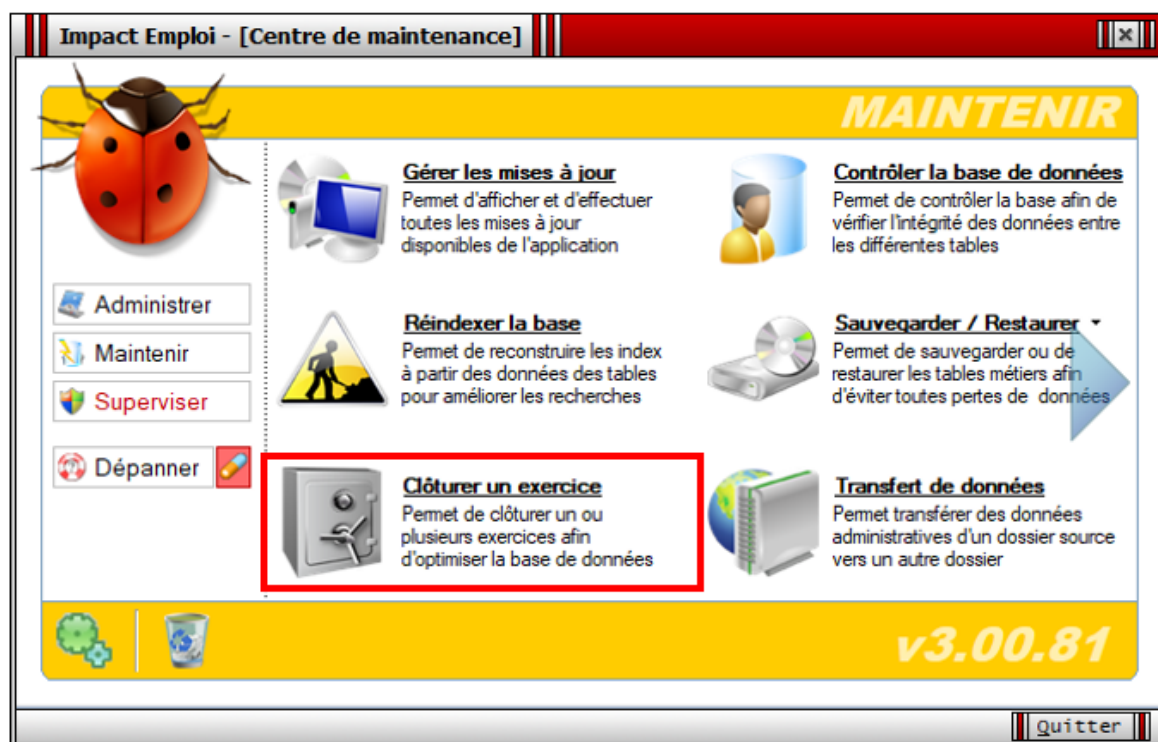 Impact Emploi - [Centre de maintenance]
MAINTENIR
Gérer les mises à jour
Permet d'afficher et d'effectuer
toutes les mises à jour
disponibles de l'application
Contrôler la base de données
Permet de contrôler la base afin de
vérifier l'intégrité des données entre
les différentes tables
Administrer
Maintenir
Superviser
Dépanner
Réindexer la base
Permet de reconstruire les index
à partir des données des tables
pour améliorer les recherches
Sauvegarder / Restaurer
Permet de sauvegarder ou de
restaurer les tables métiers afin
d'éviter toutes pertes de données
Clôturer un exercice
Permet de clôturer un ou
plusieurs exercices afin
d'optimiser la base de données
Transfert de données
Permet transférer des données
administratives d'un dossier source
vers un autre dossier
v3.00.81
Quitter